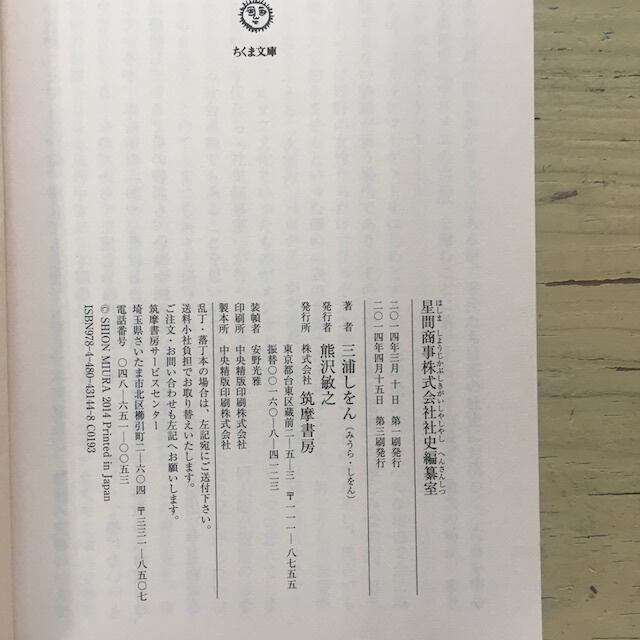 ちくま文庫
星間商事株式会社社史編纂室
ほしま しょうじかぶしきがいしゃしゃし へんさんしつ
二〇一四年三月 十 日 第一刷発行
二〇一四年四月十五日 第三刷発行
著 者 三浦しをん(みうら・しをん)
発行者 熊沢敏之
発行所 株式会社 筑摩書房
東京都台東区蔵前二—五—三 〒一一一—八七五五
振替〇〇一六〇—八—四一二三
装幀者 安野光雅
印刷所 中央精版印刷株式会社
製本所 中央精版印刷株式会社
乱丁・落丁本の場合は、左記宛にご送付下さい。
送料小社負担でお取り替えいたします。
ご注文・お問い合わせも左記へお願いします。
筑摩書房サービスセンター
埼玉県さいたま市北区櫛引町二—六〇四 〒三三一—八五〇七
電話番号 〇四八—六五一—〇〇五三
© SHION MIURA 2014 Printed in Japan
ISBN978-4-480-43144-8 C0193